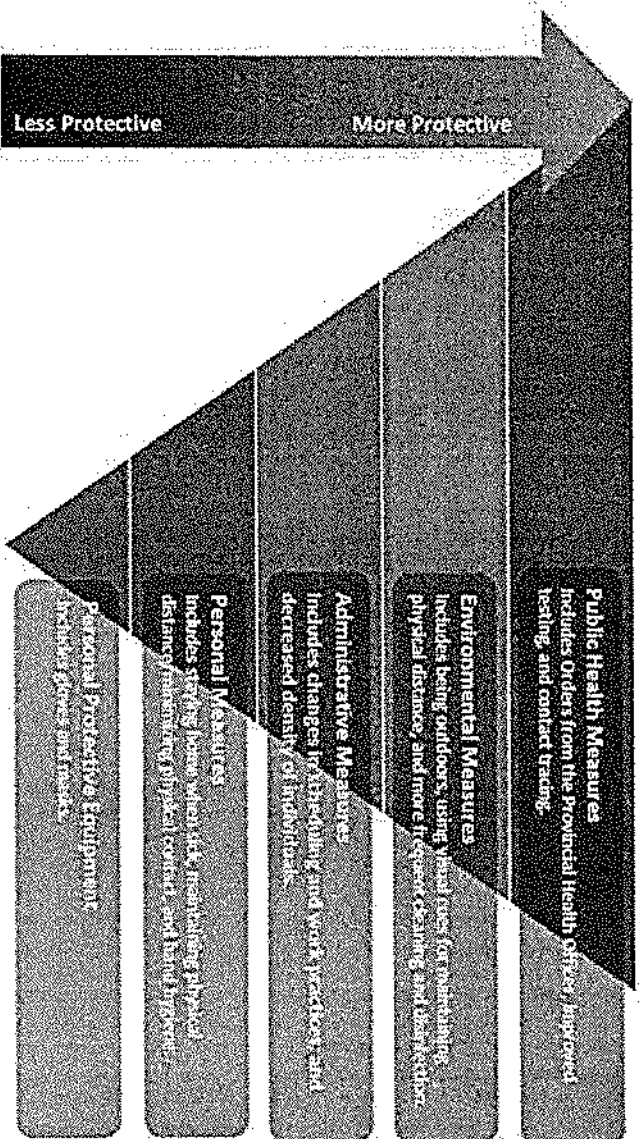 Less Protective
More Protective
Public Health Measures
Includes Orders from the Provincial Health Officer, improved
testing, and contact tracing.
Environmental Measures
Includes being outdoors, using visual cues for maintaining
physical distance, and more frequent cleaning and disinfection.
Administrative Measures
Includes changes in scheduling and work practices, and
decreased density of individuals.
Personal Measures
Includes staying home when sick, maintaining physical
distance/minimizing physical contact, and hand hygiene.
Personal Protective Equipment
Includes gloves and masks.